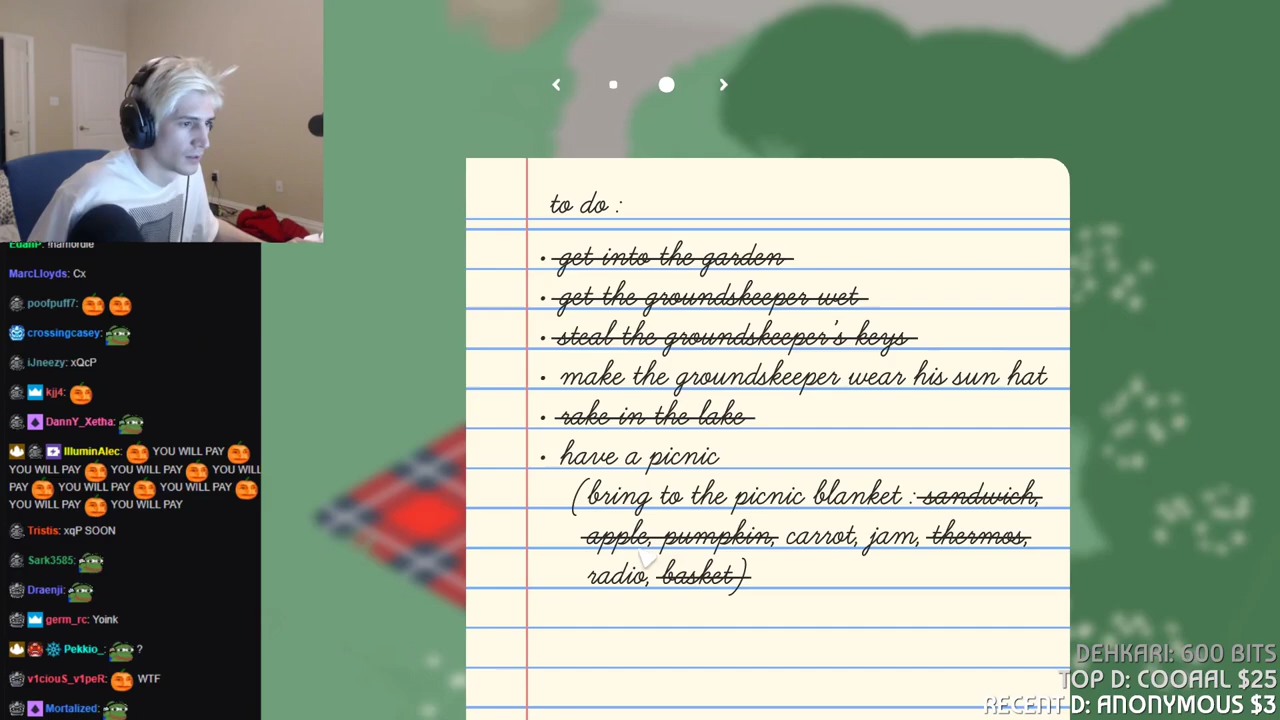 EdanP: !namordie
MarcLloyds: Cx
poofpuff7:
crossingcasey:
iJneezy: xQcP
kjj4:
DannY_Xetha:
IlluminAlec: YOU WILL PAY
YOU WILL PAY YOU WILL PAY YOU WILL
PAY YOU WILL PAY YOU WILL PAY
YOU WILL PAY YOU WILL PAY
Tristis: xqP SOON
Sark3585:
Draenji:
germ_rc: Yoink
Pekkio_: ?
v1ciouS_v1peR: WTF
Mortalized:
to do :
• get into the garden
• get the groundskeeper wet
• steal the groundskeeper's keys
• make the groundskeeper wear his sun hat
• rake in the lake
• have a picnic
(bring to the picnic blanket : sandwich,
apple, pumpkin, carrot, jam, thermos,
radio, basket)
DEHKARI: 600 BITS
TOP D: COOAAL $25
RECENT D: ANONYMOUS $3